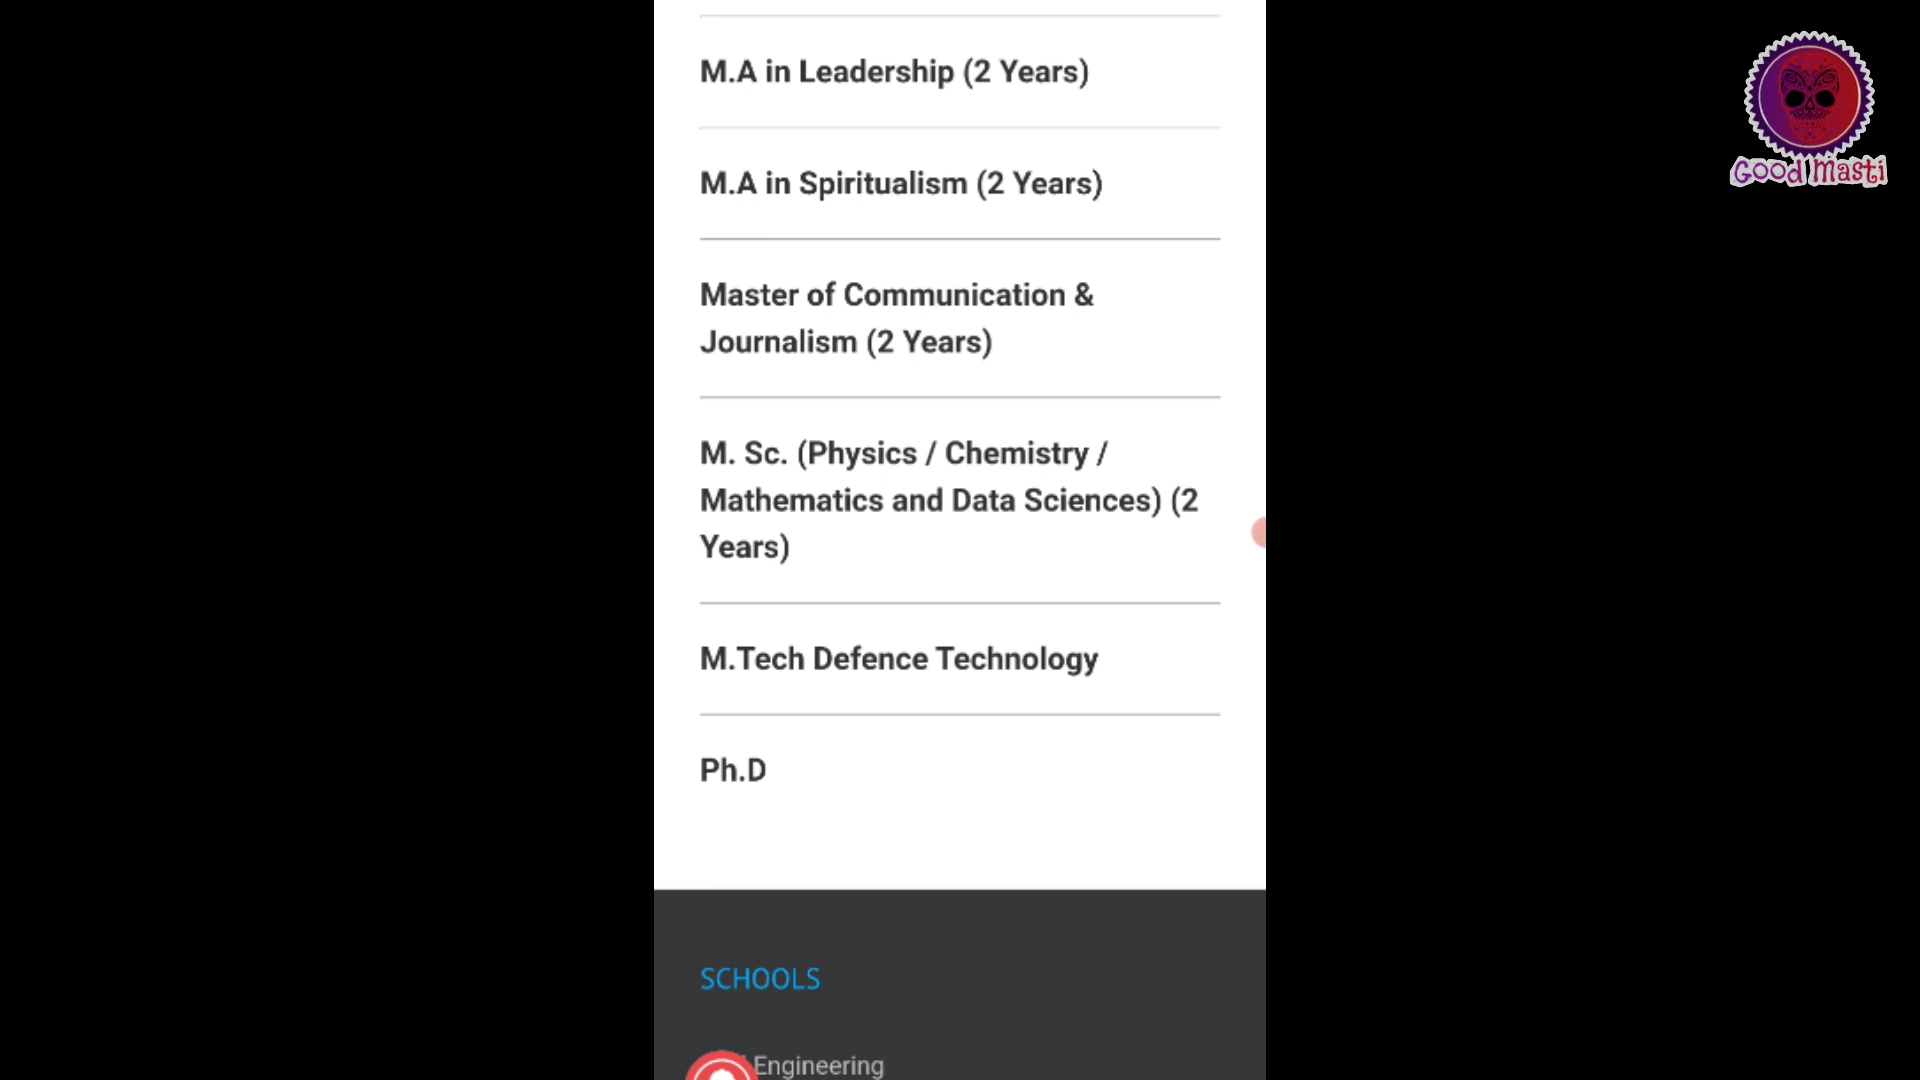 M.A in Leadership (2 Years)
M.A in Spiritualism (2 Years)
Master of Communication &
Journalism (2 Years)
M. Sc. (Physics / Chemistry /
Mathematics and Data Sciences) (2
Years)
M.Tech Defence Technology
Ph.D
SCHOOLS
Engineering
Good Masti